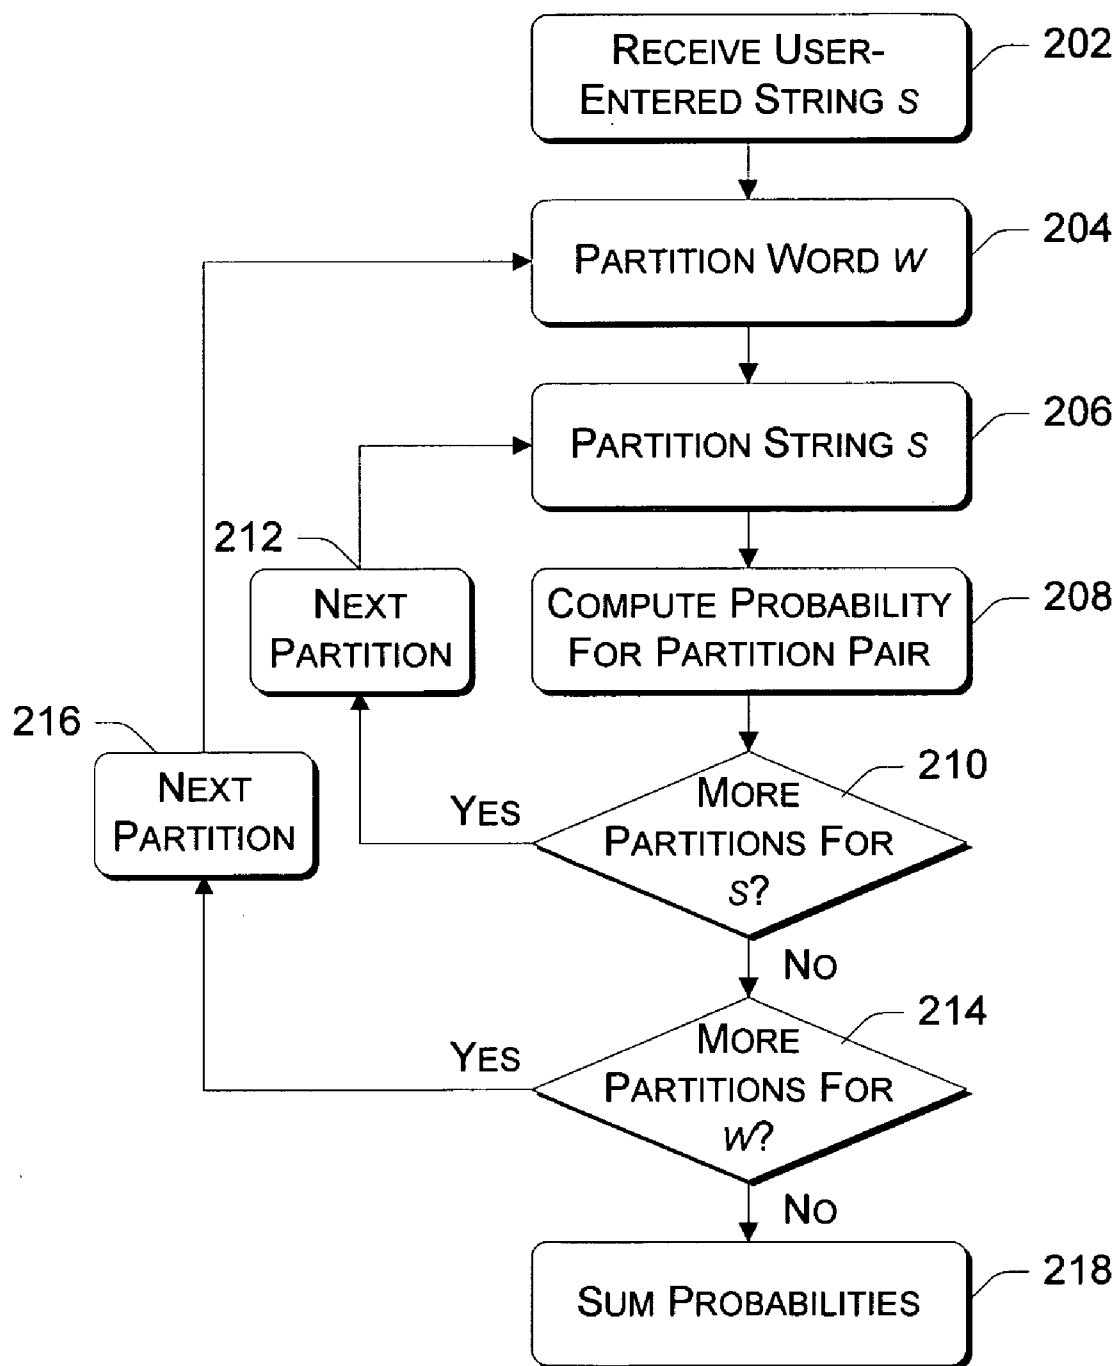 RECEIVE USER-
ENTERED STRING s
202
PARTITION WORD w
204
PARTITION STRING s
206
212
NEXT
PARTITION
COMPUTE PROBABILITY
FOR PARTITION PAIR
208
216
NEXT
PARTITION
YES
MORE
PARTITIONS FOR
s?
210
NO
YES
MORE
PARTITIONS FOR
w?
214
NO
SUM PROBABILITIES
218